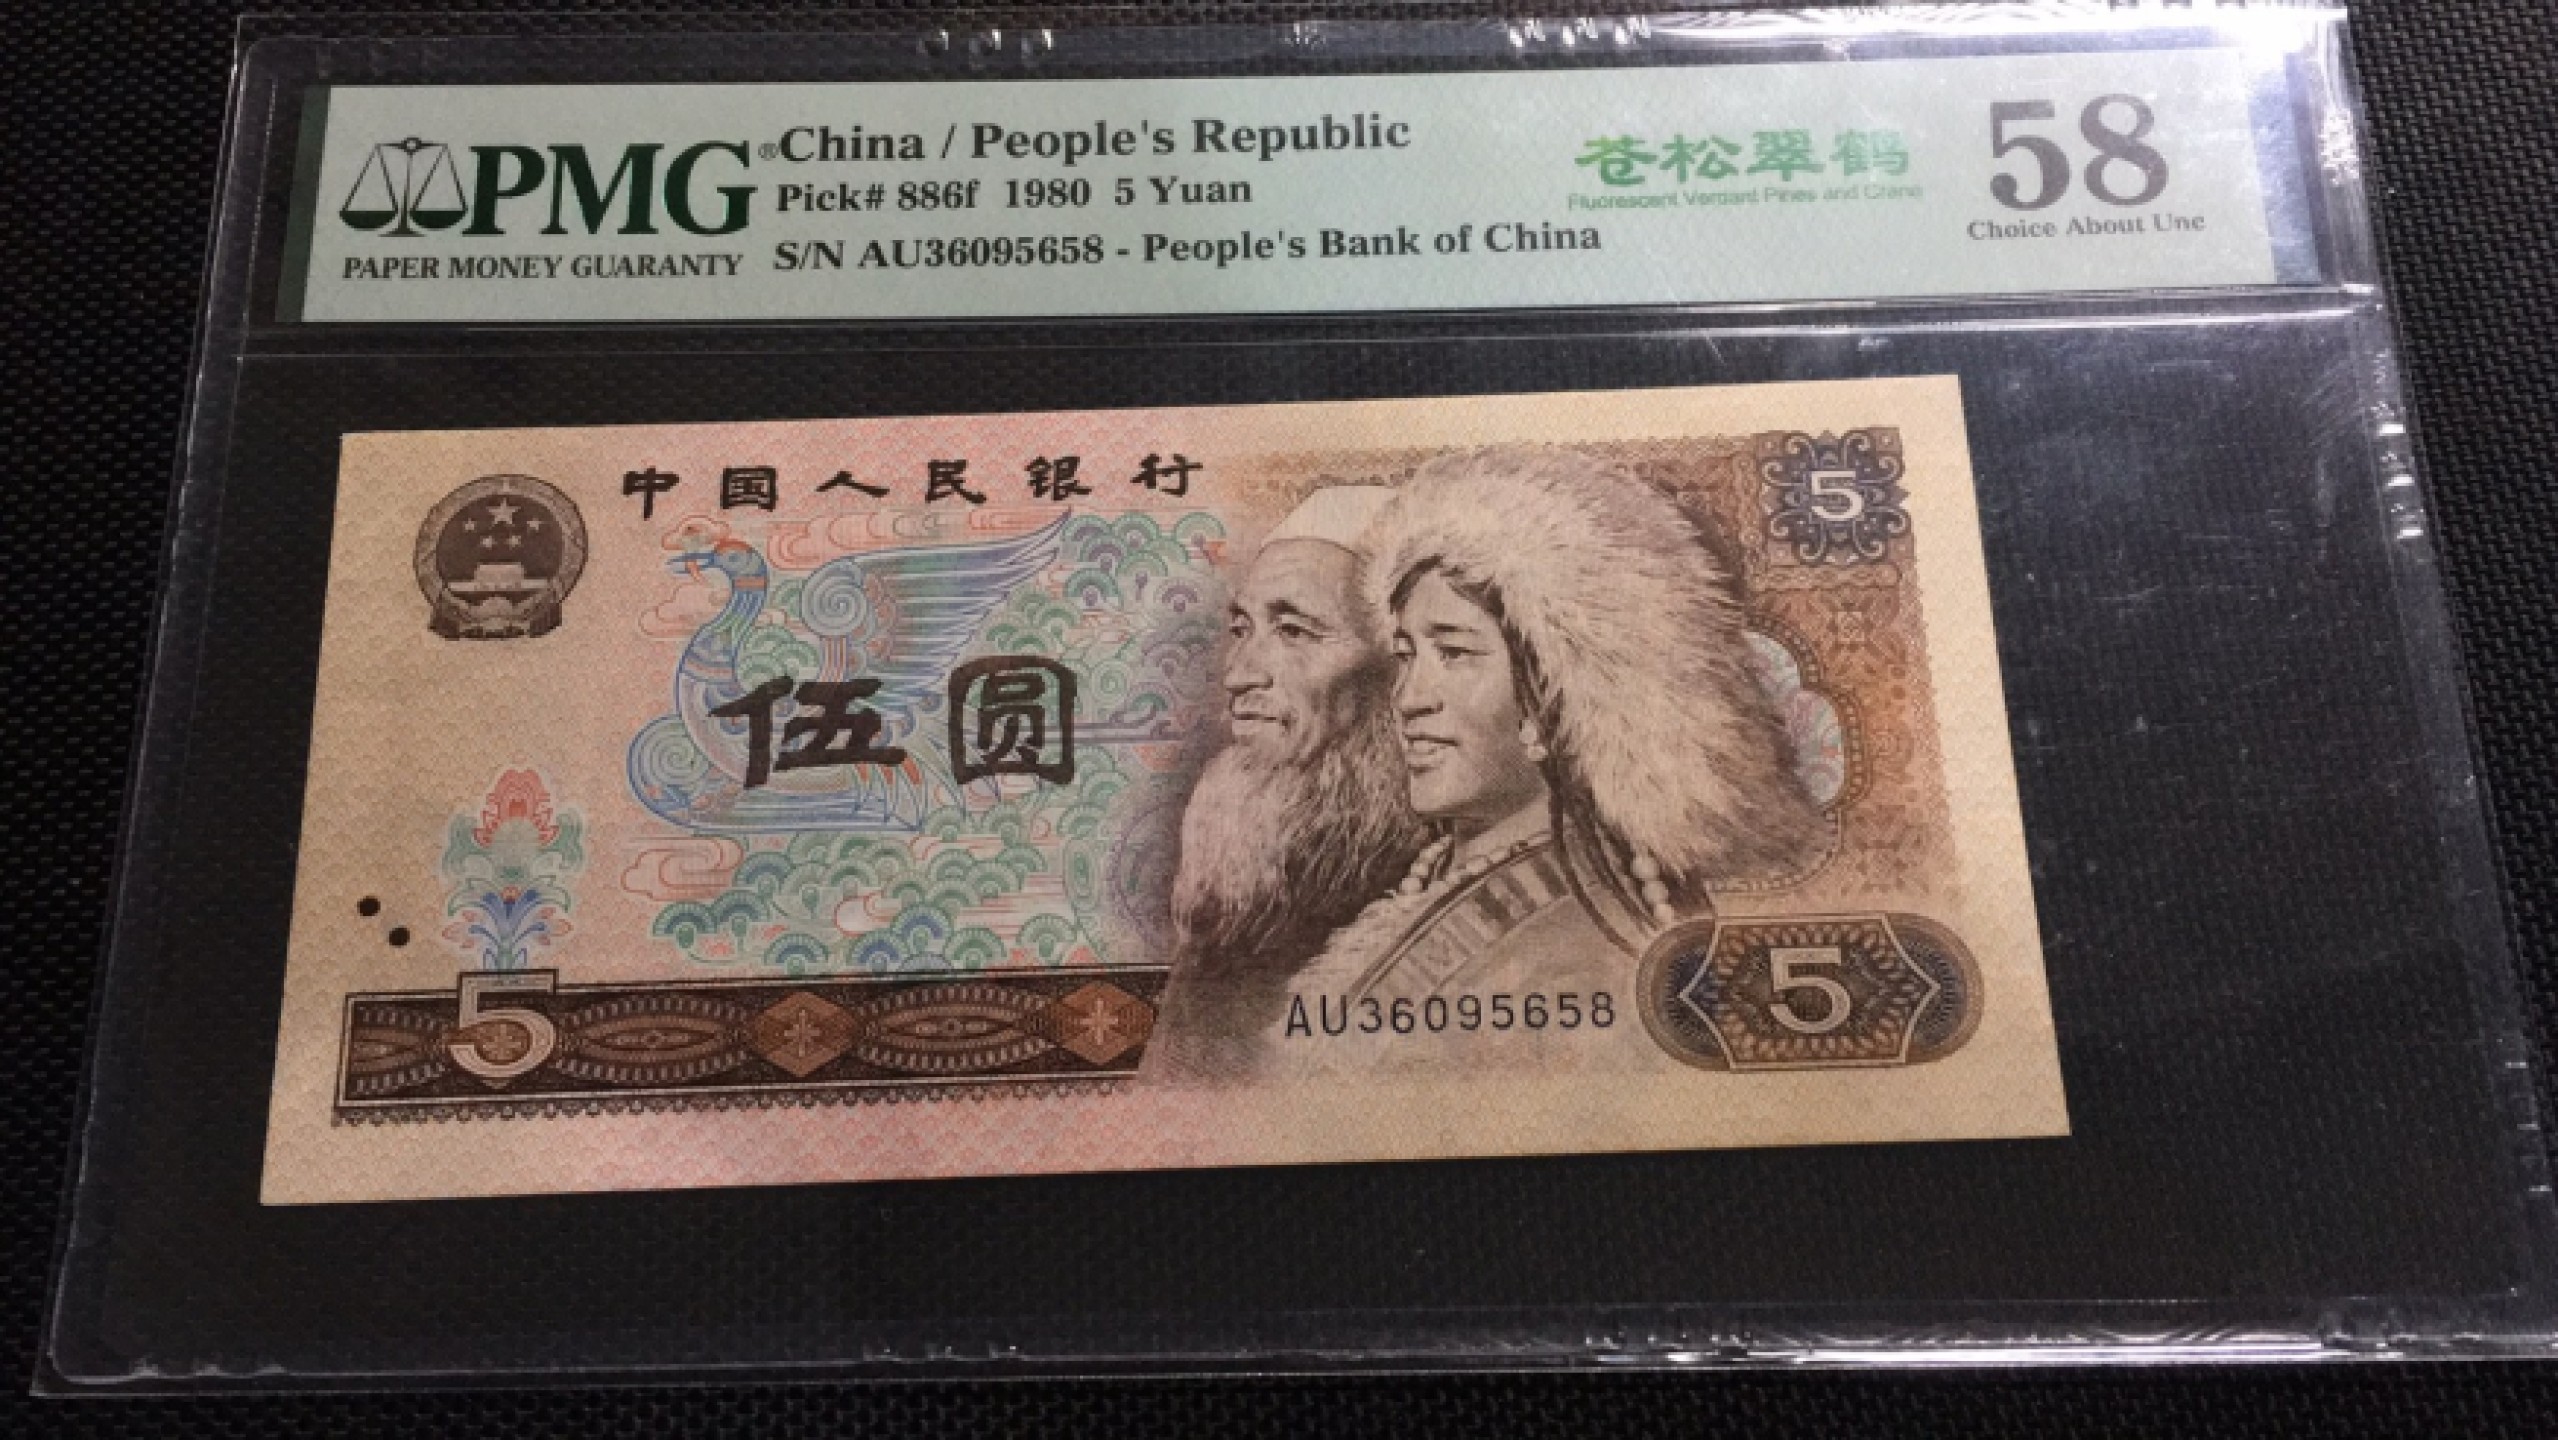 PMG®
PAPER MONEY GUARANTY
China / People's Republic
Pick# 886f 1980 5 Yuan
S/N AU36095658 - People's Bank of China
苍松翠鹤
Fluorescent Verdant Pines and Crane
58
Choice About Unc
中国人民银行
5
伍圆
5
AU36095658
5